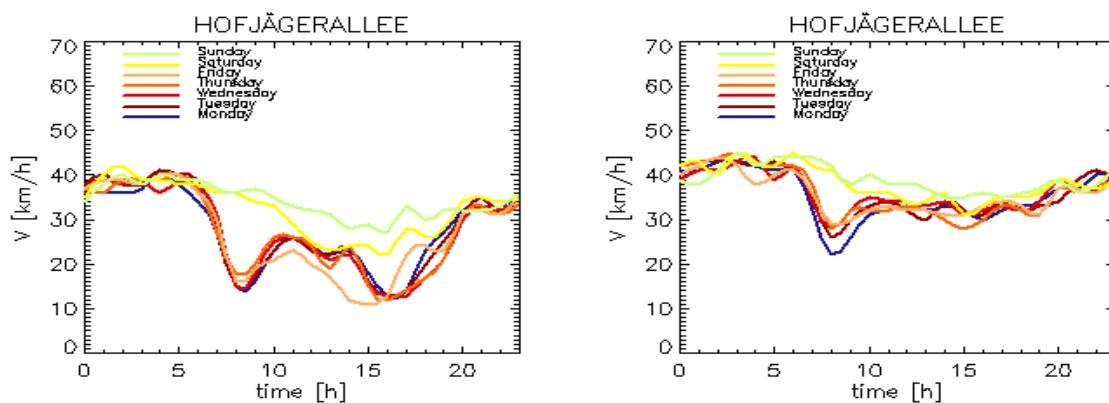 HOFJÄGERALLEE
70
60
50
40
30
20
10
0
V [km/h]
Sunday
Saturday
Friday
Thursday
Wednesday
Tuesday
Monday
0 5 10 15 20
time [h]
HOFJÄGERALLEE
70
60
50
40
30
20
10
0
V [km/h]
Sunday
Saturday
Friday
Thursday
Wednesday
Tuesday
Monday
0 5 10 15 20
time [h]